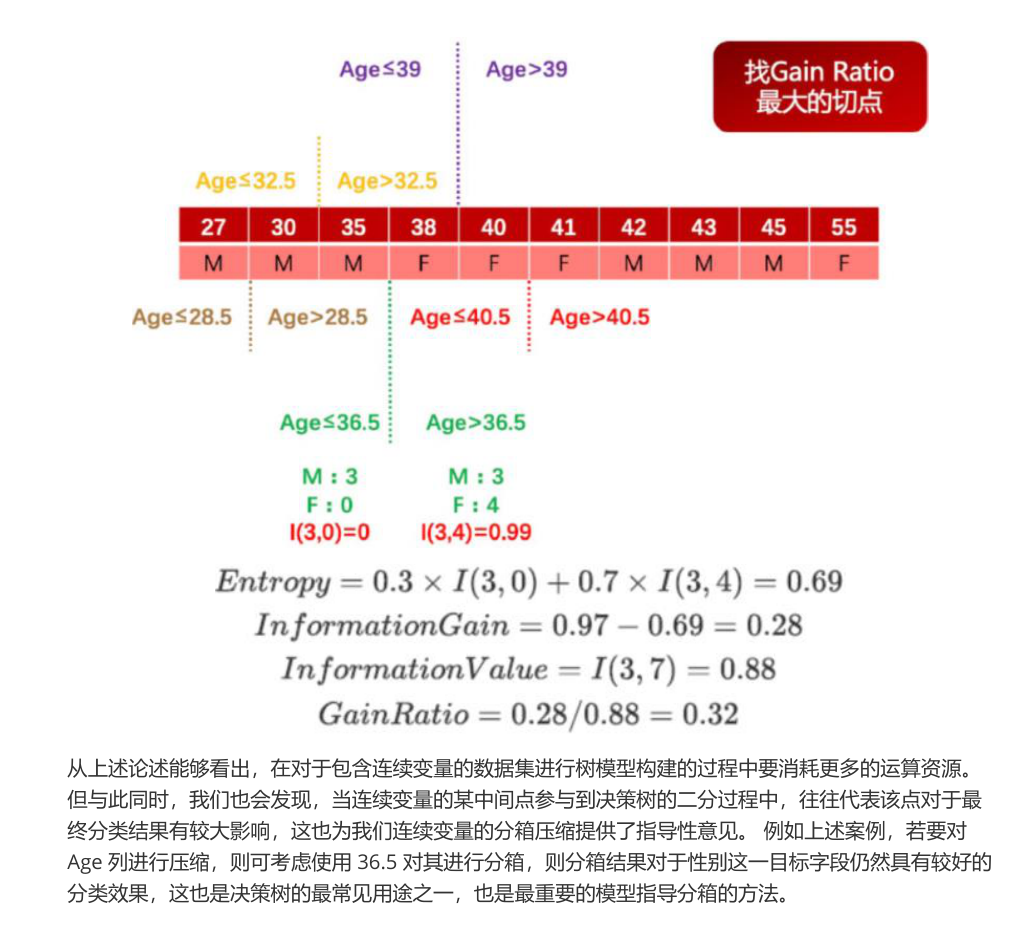 Age≤39 Age>39
找Gain Ratio
最大的切点
Age≤32.5 Age>32.5
27 30 35 38 40 41 42 43 45 55
M M M F F F M M M F
Age≤28.5 Age>28.5 Age≤40.5 Age>40.5
Age≤36.5 Age>36.5
M：3 M：3
F：0 F：4
I(3,0)=0 I(3,4)=0.99
Entropy = 0.3 × I(3, 0) + 0.7 × I(3, 4) = 0.69
InformationGain = 0.97 − 0.69 = 0.28
InformationValue = I(3, 7) = 0.88
GainRatio = 0.28/0.88 = 0.32
从上述论述能够看出，在对于包含连续变量的数据集进行树模型构建的过程中要消耗更多的运算资源。
但与此同时，我们也会发现，当连续变量的某中间点参与到决策树的二分过程中，往往代表该点对于最
终分类结果有较大影响，这也为我们连续变量的分箱压缩提供了指导性意见。 例如上述案例，若要对
Age 列进行压缩，则可考虑使用 36.5 对其进行分箱，则分箱结果对于性别这一目标字段仍然具有较好的
分类效果，这也是决策树的最常见用途之一，也是最重要的模型指导分箱的方法。